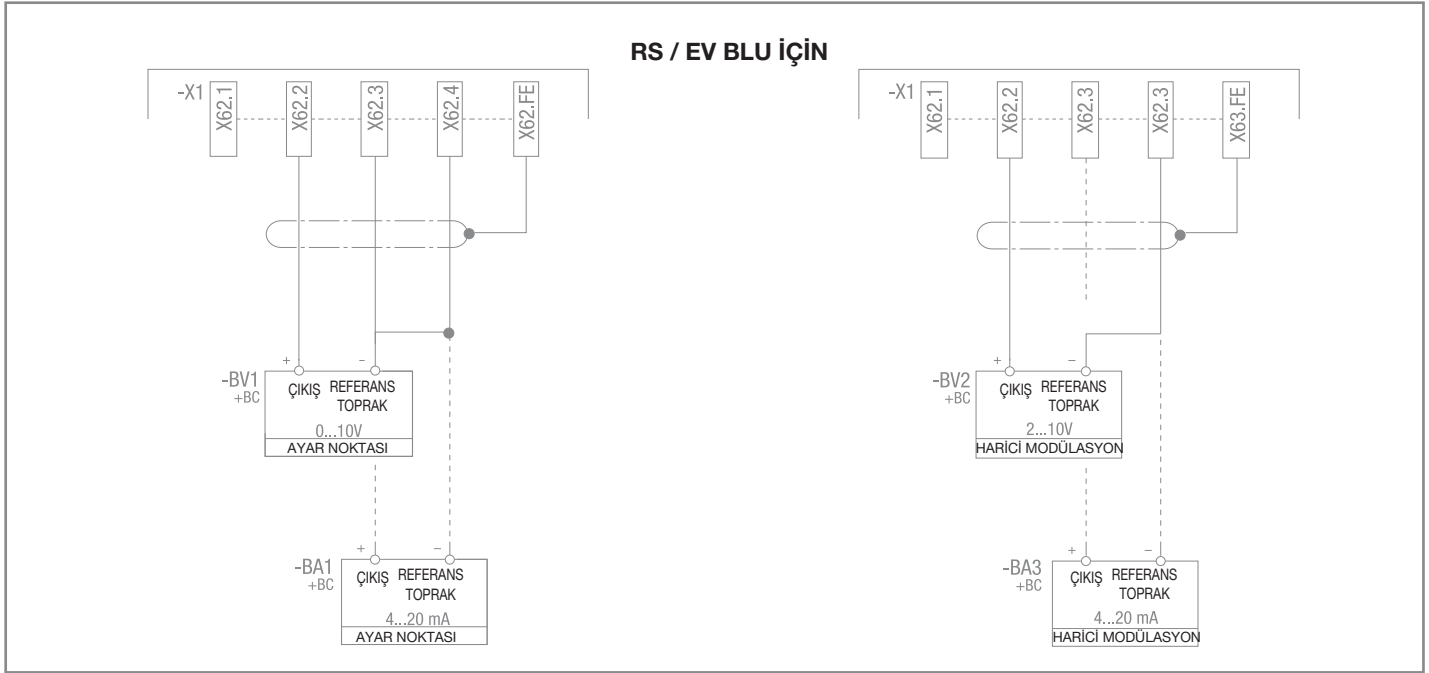 RS / EV BLU İÇİN
-X1
X62.1
X62.2
X62.3
X62.4
X62.FE
+
–
-BV1
+BC
ÇIKIŞ REFERANS
TOPRAK
0...10V
AYAR NOKTASI
+
–
-BA1
+BC
ÇIKIŞ REFERANS
TOPRAK
4...20 mA
AYAR NOKTASI
-X1
X62.1
X62.2
X62.3
X62.3
X63.FE
+
–
-BV2
+BC
ÇIKIŞ REFERANS
TOPRAK
2...10V
HARİCİ MODÜLASYON
+
–
-BA3
+BC
ÇIKIŞ REFERANS
TOPRAK
4...20 mA
HARİCİ MODÜLASYON